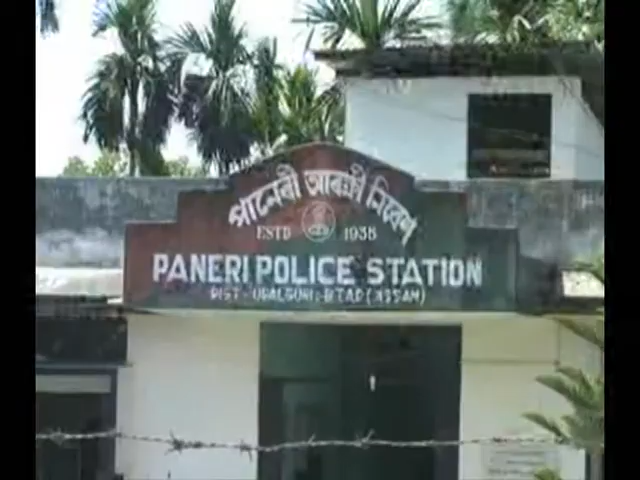 পানেৰী আৰক্ষী নিৰেশ
ESTD 1938
PANERI POLICE STATION
DIST - UDALGURI : BTAD (ASSAM)